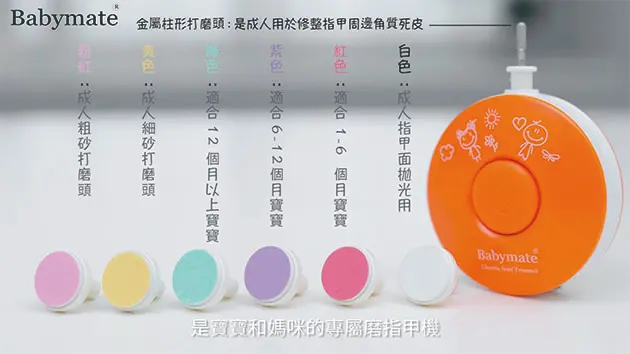 Babymate®
金屬柱形打磨頭:是成人用於修整指甲周邊角質死皮
粉紅:成人粗砂打磨頭
黃色:成人細砂打磨頭
綠色:適合12個月以上寶寶
紫色:適合6-12個月寶寶
紅色:適合1-6個月寶寶
白色:成人指甲面拋光用
Babymate®
Electric Nail Trimmer
是寶寶和媽咪的專屬磨指甲機